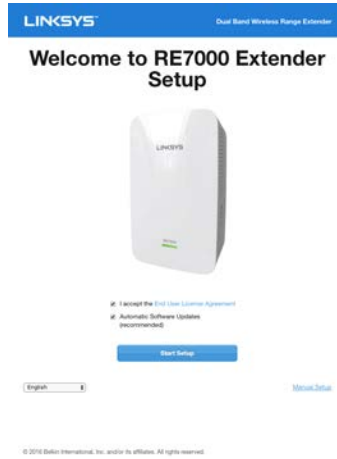 LINKSYS
Dual Band Wireless Range Extender
Welcome to RE7000 Extender
Setup
LINKSYS
I accept the End User License Agreement
Automatic Software Updates
(recommended)
Start Setup
English
Manual Setup
© 2016 Belkin International, Inc. and/or its affiliates. All rights reserved.